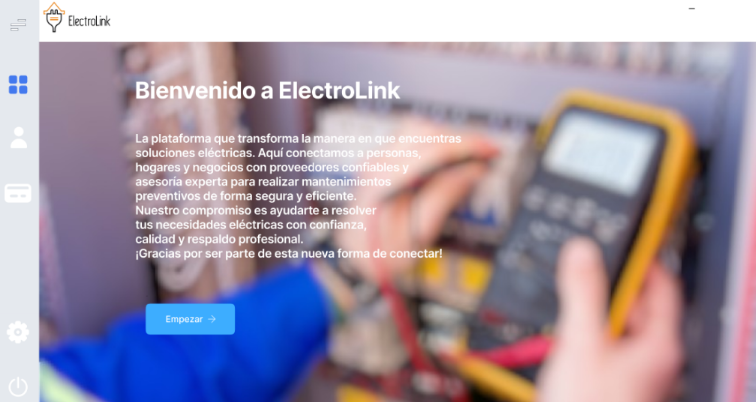 ElectroLink
Bienvenido a ElectroLink
La plataforma que transforma la manera en que encuentras
soluciones eléctricas. Aquí conectamos a personas,
hogares y negocios con proveedores confiables y
asesoría experta para realizar mantenimientos
preventivos de forma segura y eficiente.
Nuestro compromiso es ayudarte a resolver
tus necesidades eléctricas con confianza,
calidad y respaldo profesional.
¡Gracias por ser parte de esta nueva forma de conectar!
Empezar →